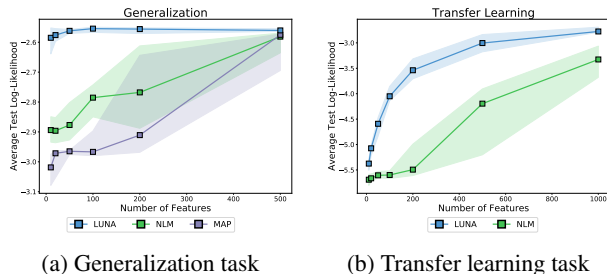 Generalization
Average Test Log-Likelihood
−2.6
−2.7
−2.8
−2.9
−3.0
−3.1
0 100 200 300 400 500
Number of Features
LUNA NLM MAP
(a) Generalization task
Transfer Learning
Average Test Log-Likelihood
−3.0
−3.5
−4.0
−4.5
−5.0
−5.5
0 200 400 600 800 1000
Number of Features
LUNA NLM
(b) Transfer learning task